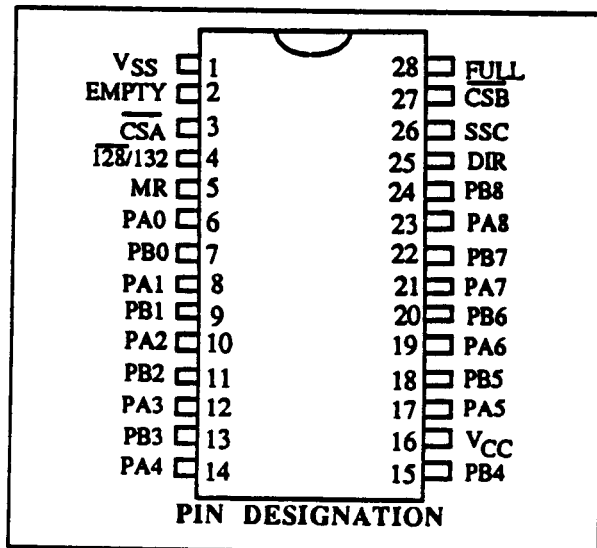 VSS 1 28 FULL
EMPTY 2 27 CSB
CSA 3 26 SSC
128/132 4 25 DIR
MR 5 24 PB8
PA0 6 23 PA8
PB0 7 22 PB7
PA1 8 21 PA7
PB1 9 20 PB6
PA2 10 19 PA6
PB2 11 18 PB5
PA3 12 17 PA5
PB3 13 16 VCC
PA4 14 15 PB4
PIN DESIGNATION